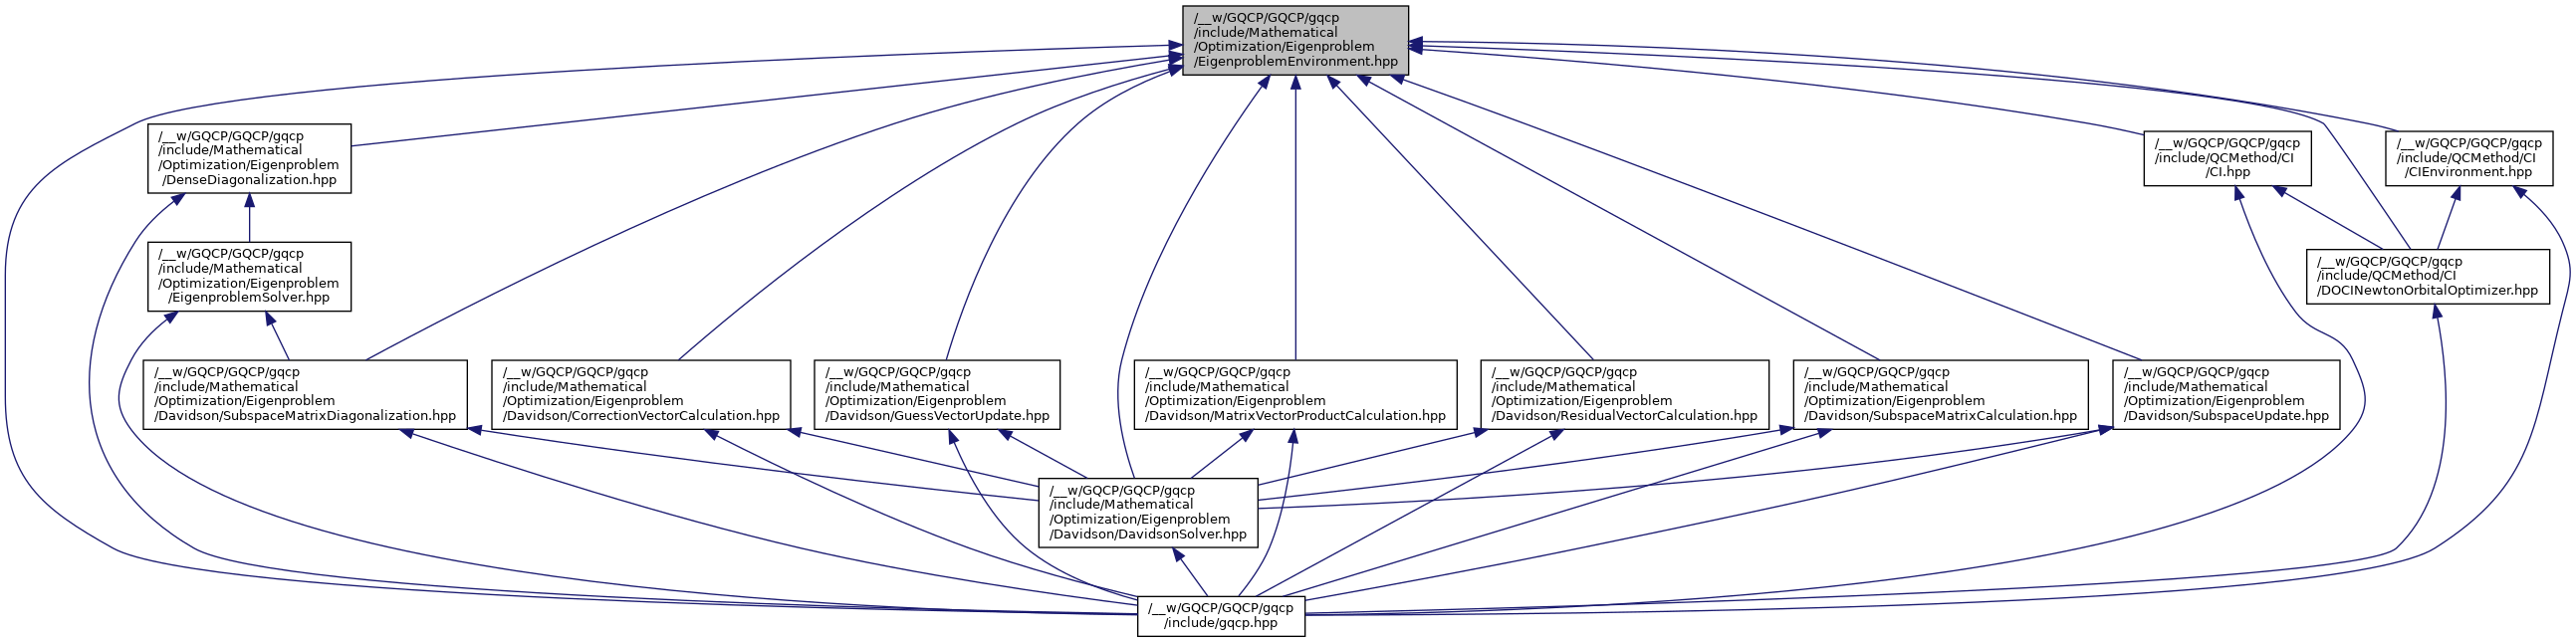 /__w/GQCP/GQCP/gqcp
/include/Mathematical
/Optimization/Eigenproblem
/EigenproblemEnvironment.hpp
/__w/GQCP/GQCP/gqcp
/include/Mathematical
/Optimization/Eigenproblem
/DenseDiagonalization.hpp
/__w/GQCP/GQCP/gqcp
/include/QCMethod/CI
/CI.hpp
/__w/GQCP/GQCP/gqcp
/include/QCMethod/CI
/CIEnvironment.hpp
/__w/GQCP/GQCP/gqcp
/include/Mathematical
/Optimization/Eigenproblem
/EigenproblemSolver.hpp
/__w/GQCP/GQCP/gqcp
/include/QCMethod/CI
/DOCINewtonOrbitalOptimizer.hpp
/__w/GQCP/GQCP/gqcp
/include/Mathematical
/Optimization/Eigenproblem
/Davidson/SubspaceMatrixDiagonalization.hpp
/__w/GQCP/GQCP/gqcp
/include/Mathematical
/Optimization/Eigenproblem
/Davidson/CorrectionVectorCalculation.hpp
/__w/GQCP/GQCP/gqcp
/include/Mathematical
/Optimization/Eigenproblem
/Davidson/GuessVectorUpdate.hpp
/__w/GQCP/GQCP/gqcp
/include/Mathematical
/Optimization/Eigenproblem
/Davidson/MatrixVectorProductCalculation.hpp
/__w/GQCP/GQCP/gqcp
/include/Mathematical
/Optimization/Eigenproblem
/Davidson/ResidualVectorCalculation.hpp
/__w/GQCP/GQCP/gqcp
/include/Mathematical
/Optimization/Eigenproblem
/Davidson/SubspaceMatrixCalculation.hpp
/__w/GQCP/GQCP/gqcp
/include/Mathematical
/Optimization/Eigenproblem
/Davidson/SubspaceUpdate.hpp
/__w/GQCP/GQCP/gqcp
/include/Mathematical
/Optimization/Eigenproblem
/Davidson/DavidsonSolver.hpp
/__w/GQCP/GQCP/gqcp
/include/gqcp.hpp